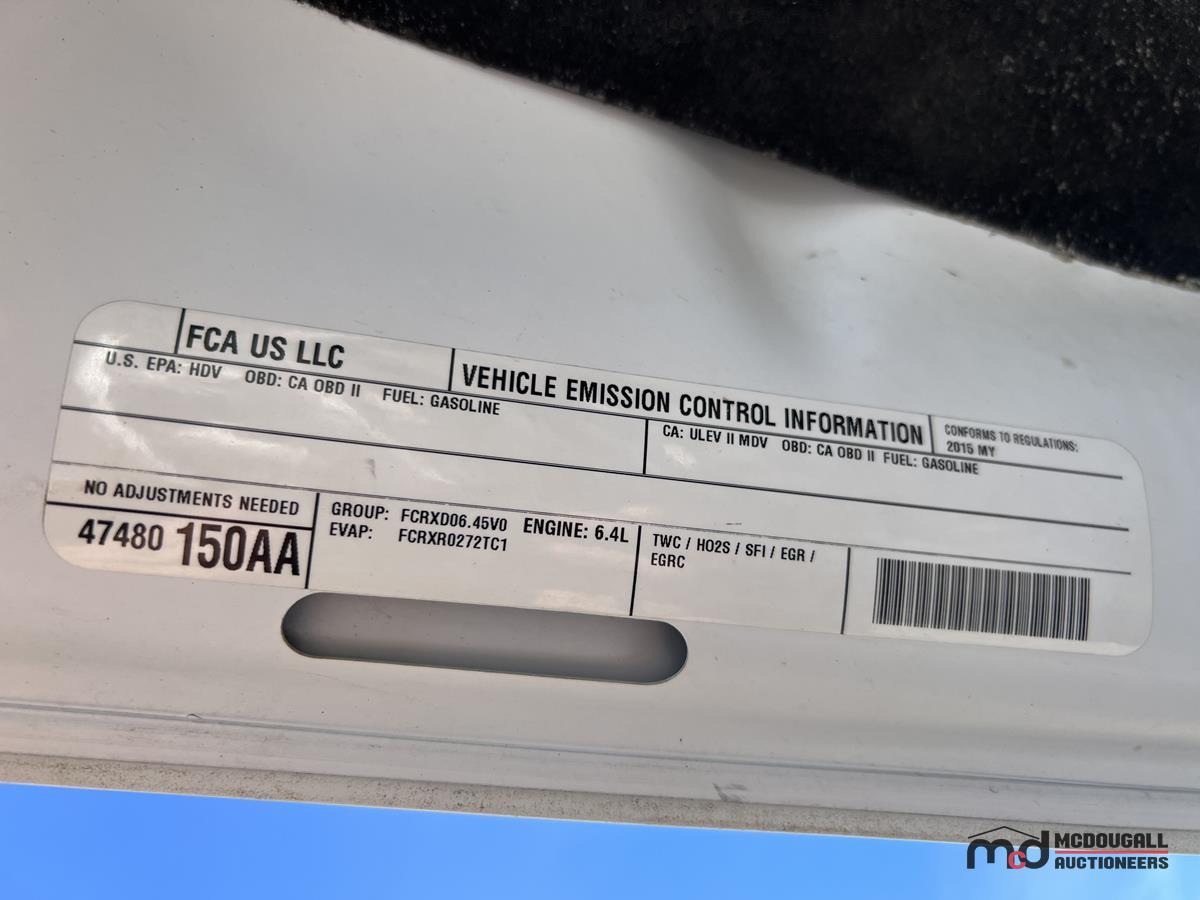 FCA US LLC
VEHICLE EMISSION CONTROL INFORMATION
CONFORMS TO REGULATIONS:
2015 MY
U.S. EPA: HDV OBD: CA OBD II FUEL: GASOLINE
CA: ULEV II MDV OBD: CA OBD II FUEL: GASOLINE
NO ADJUSTMENTS NEEDED
47480 150AA
GROUP: FCRXD06.45V0 ENGINE: 6.4L
EVAP: FCRXR0272TC1
TWC / HO2S / SFI / EGR /
EGRC
mcd MCDOUGALL
AUCTIONEERS